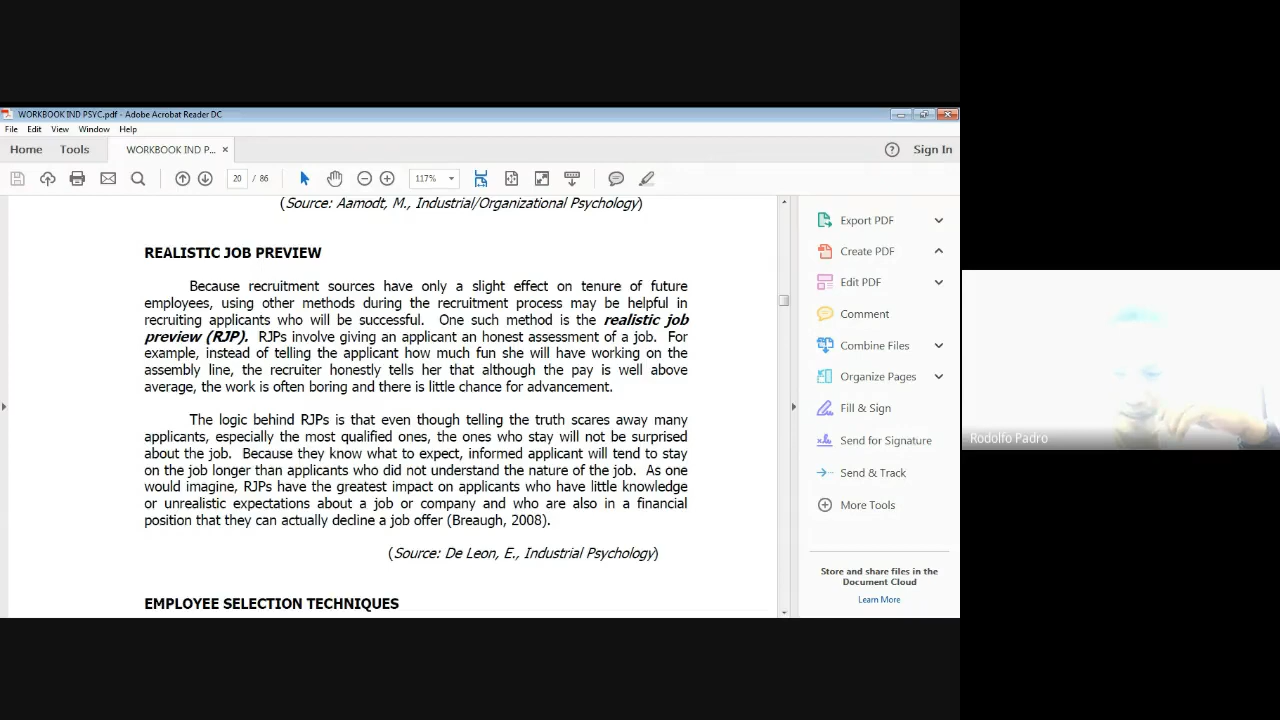 WORKBOOK IND PSYC.pdf - Adobe Acrobat Reader DC
File Edit View Window Help
Home Tools WORKBOOK IND P... × Sign In
20 / 86 117%
(Source: Aamodt, M., Industrial/Organizational Psychology)
REALISTIC JOB PREVIEW
Because recruitment sources have only a slight effect on tenure of future
employees, using other methods during the recruitment process may be helpful in
recruiting applicants who will be successful. One such method is the realistic job
preview (RJP). RJPs involve giving an applicant an honest assessment of a job. For
example, instead of telling the applicant how much fun she will have working on the
assembly line, the recruiter honestly tells her that although the pay is well above
average, the work is often boring and there is little chance for advancement.
The logic behind RJPs is that even though telling the truth scares away many
applicants, especially the most qualified ones, the ones who stay will not be surprised
about the job. Because they know what to expect, informed applicant will tend to stay
on the job longer than applicants who did not understand the nature of the job. As one
would imagine, RJPs have the greatest impact on applicants who have little knowledge
or unrealistic expectations about a job or company and who are also in a financial
position that they can actually decline a job offer (Breaugh, 2008).
(Source: De Leon, E., Industrial Psychology)
EMPLOYEE SELECTION TECHNIQUES
Export PDF
Create PDF
Edit PDF
Comment
Combine Files
Organize Pages
Fill & Sign
Send for Signature
Send & Track
More Tools
Store and share files in the
Document Cloud
Learn More
Rodolfo Padro